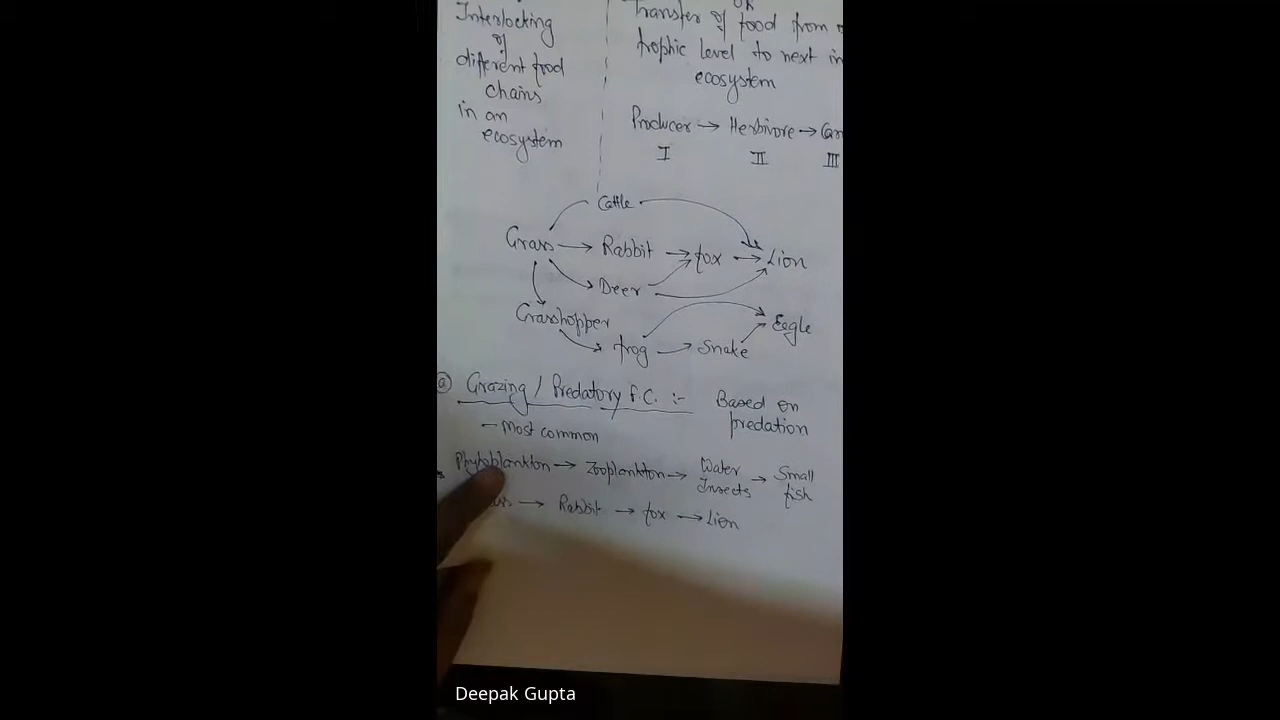 Interlocking
of
different food
chains
in an
ecosystem
OR
Transfer of food from
trophic level to next in
ecosystem
Producer → Herbivore → Car
I II III
Cattle
Grass → Rabbit → fox → Lion
Deer
Grasshopper
Eagle
frog → Snake
a) Grazing / Predatory F.C. :- Based on
predation
- Most common
Phytoplankton → Zooplankton → Water Insects → Small fish
→ Rabbit → fox → Lion
Deepak Gupta